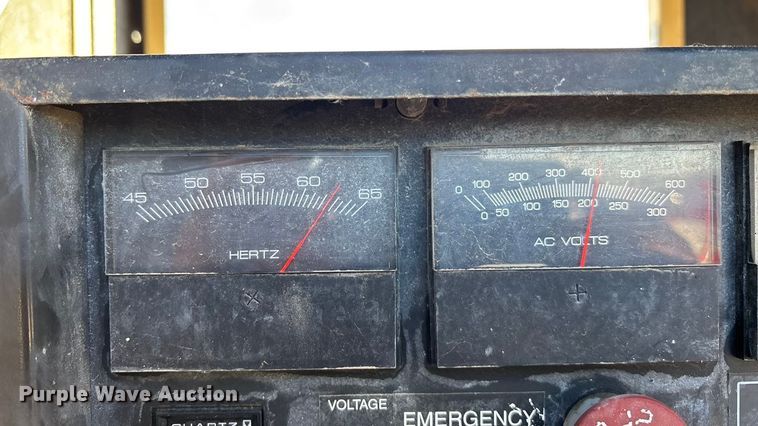 45 50 55 60 65
HERTZ
0 100 200 300 400 500 600
0 50 100 150 200 250 300
AC VOLTS
Purple Wave Auction
QUARTZ
VOLTAGE
EMERGENCY